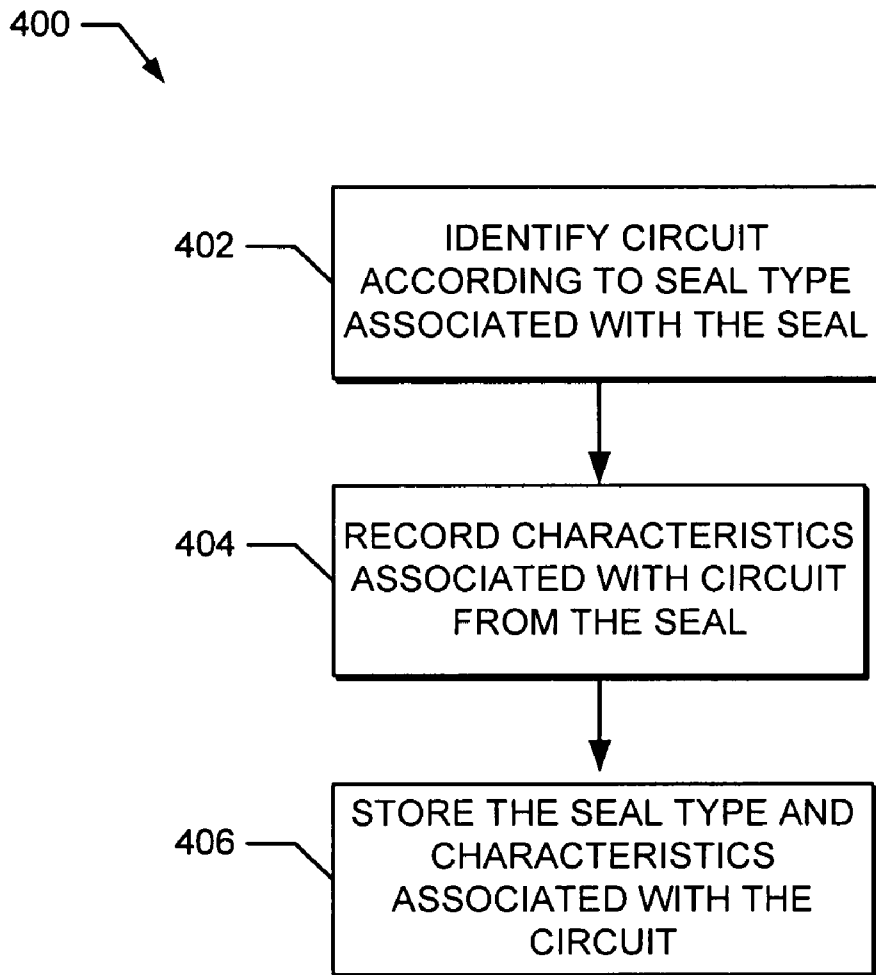 400
402
IDENTIFY CIRCUIT
ACCORDING TO SEAL TYPE
ASSOCIATED WITH THE SEAL
404
RECORD CHARACTERISTICS
ASSOCIATED WITH CIRCUIT
FROM THE SEAL
406
STORE THE SEAL TYPE AND
CHARACTERISTICS
ASSOCIATED WITH THE
CIRCUIT